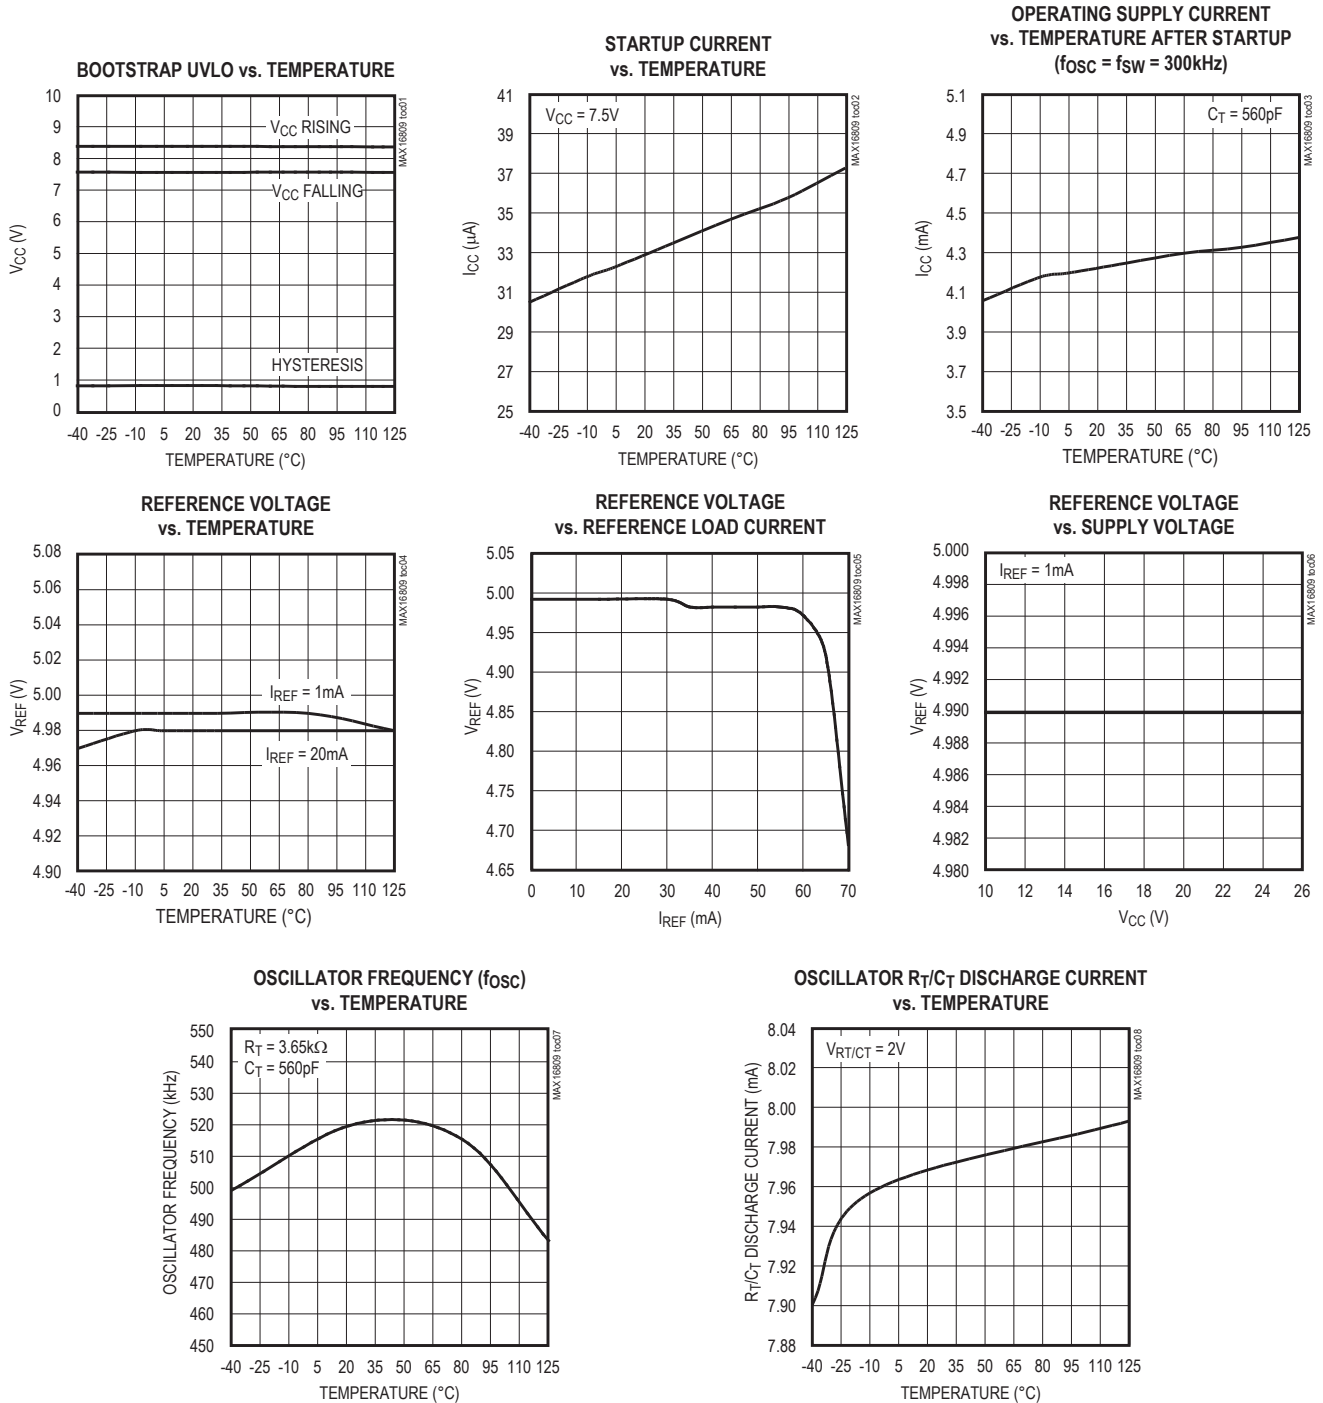 BOOTSTRAP UVLO vs. TEMPERATURE
MAX16809 toc01
10
9
8
7
6
5
4
3
2
1
0
VCC (V)
VCC RISING
VCC FALLING
HYSTERESIS
-40 -25 -10 5 20 35 50 65 80 95 110 125
TEMPERATURE (°C)
STARTUP CURRENT
vs. TEMPERATURE
MAX16809 toc02
VCC = 7.5V
41
39
37
35
33
31
29
27
25
ICC (µA)
-40 -25 -10 5 20 35 50 65 80 95 110 125
TEMPERATURE (°C)
OPERATING SUPPLY CURRENT
vs. TEMPERATURE AFTER STARTUP
(fOSC = fSW = 300kHz)
MAX16809 toc03
CT = 560pF
5.1
4.9
4.7
4.5
4.3
4.1
3.9
3.7
3.5
ICC (mA)
-40 -25 -10 5 20 35 50 65 80 95 110 125
TEMPERATURE (°C)
REFERENCE VOLTAGE
vs. TEMPERATURE
MAX16809 toc04
5.08
5.06
5.04
5.02
5.00
4.98
4.96
4.94
4.92
4.90
VREF (V)
IREF = 1mA
IREF = 20mA
-40 -25 -10 5 20 35 50 65 80 95 110 125
TEMPERATURE (°C)
REFERENCE VOLTAGE
vs. REFERENCE LOAD CURRENT
MAX16809 toc05
5.05
5.00
4.95
4.90
4.85
4.80
4.75
4.70
4.65
VREF (V)
0 10 20 30 40 50 60 70
IREF (mA)
REFERENCE VOLTAGE
vs. SUPPLY VOLTAGE
MAX16809 toc06
IREF = 1mA
5.000
4.998
4.996
4.994
4.992
4.990
4.988
4.986
4.984
4.982
4.980
VREF (V)
10 12 14 16 18 20 22 24 26
VCC (V)
OSCILLATOR FREQUENCY (fOSC)
vs. TEMPERATURE
MAX16809 toc07
RT = 3.65kΩ
CT = 560pF
550
540
530
520
510
500
490
480
470
460
450
OSCILLATOR FREQUENCY (kHz)
-40 -25 -10 5 20 35 50 65 80 95 110 125
TEMPERATURE (°C)
OSCILLATOR RT/CT DISCHARGE CURRENT
vs. TEMPERATURE
MAX16809 toc08
VRT/CT = 2V
8.04
8.02
8.00
7.98
7.96
7.94
7.92
7.90
7.88
RT/CT DISCHARGE CURRENT (mA)
-40 -25 -10 5 20 35 50 65 80 95 110 125
TEMPERATURE (°C)